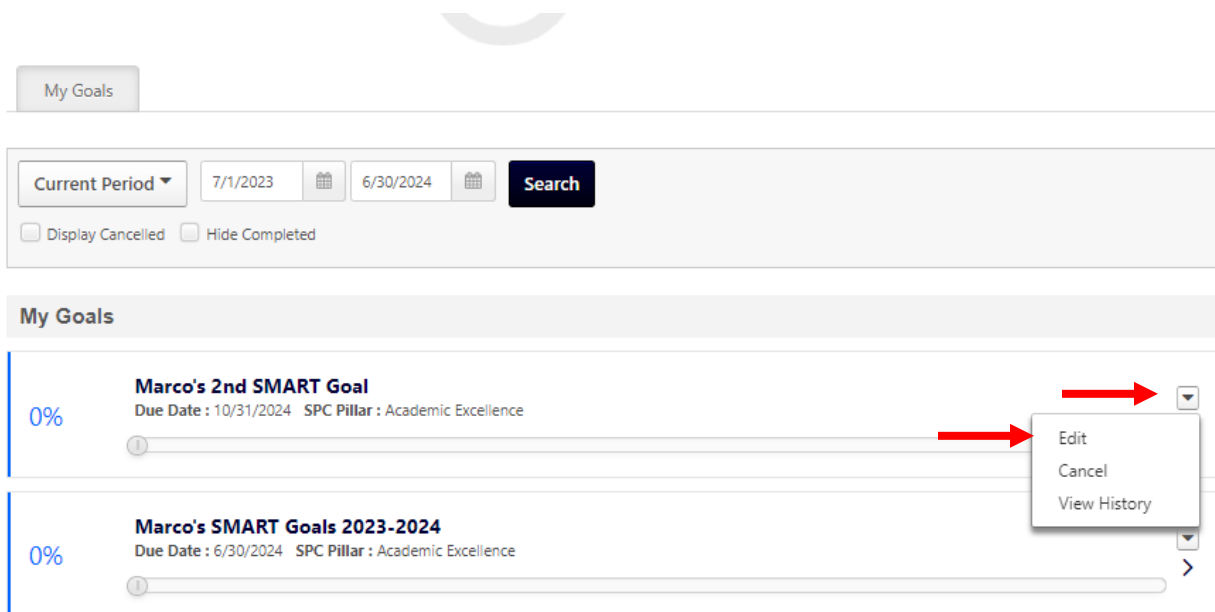 My Goals
Current Period 7/1/2023 6/30/2024 Search
Display Cancelled Hide Completed
My Goals
Marco's 2nd SMART Goal
0% Due Date : 10/31/2024 SPC Pillar : Academic Excellence
Edit
Cancel
View History
Marco's SMART Goals 2023-2024
0% Due Date : 6/30/2024 SPC Pillar : Academic Excellence